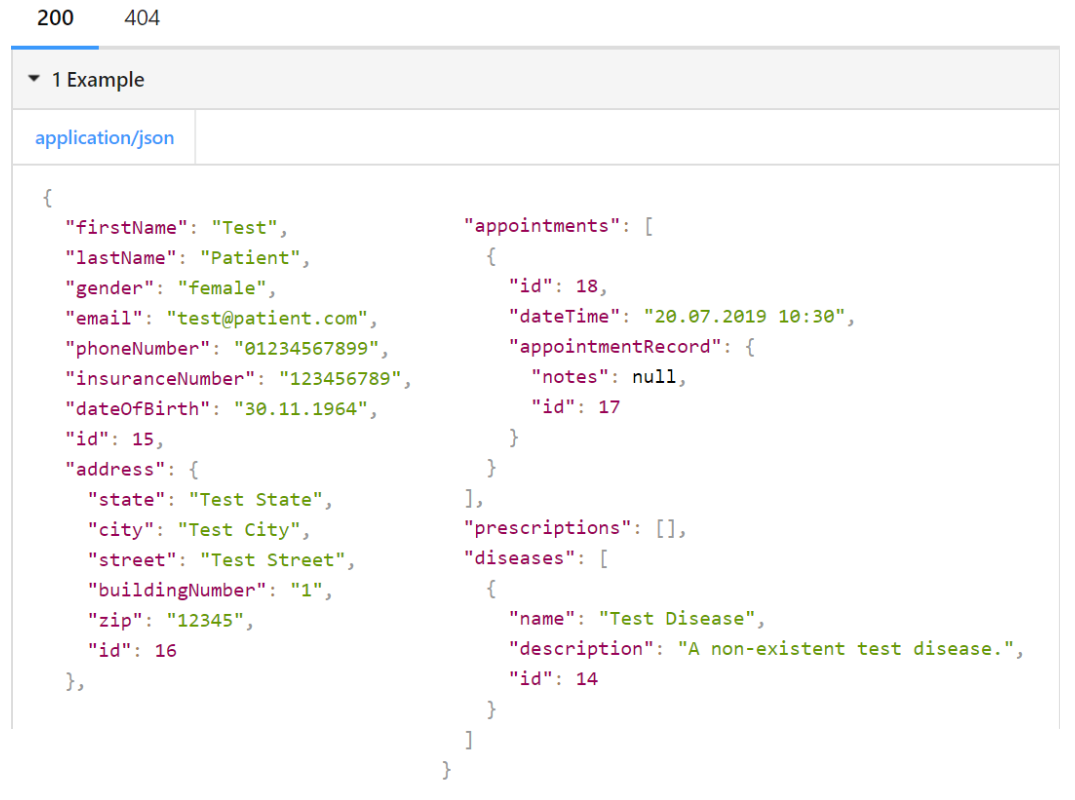 200 404
1 Example
application/json
{
"firstName": "Test",
"lastName": "Patient",
"gender": "female",
"email": "test@patient.com",
"phoneNumber": "01234567899",
"insuranceNumber": "123456789",
"dateOfBirth": "30.11.1964",
"id": 15,
"address": {
"state": "Test State",
"city": "Test City",
"street": "Test Street",
"buildingNumber": "1",
"zip": "12345",
"id": 16
},
"appointments": [
{
"id": 18,
"dateTime": "20.07.2019 10:30",
"appointmentRecord": {
"notes": null,
"id": 17
}
}
],
"prescriptions": [],
"diseases": [
{
"name": "Test Disease",
"description": "A non-existent test disease.",
"id": 14
}
]
}